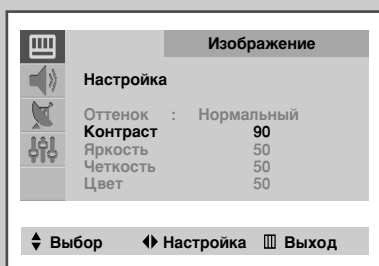 Изображение
Настройка
Оттенок : Нормальный
Контраст 90
Яркость 50
Четкость 50
Цвет 50
Выбор Настройка Выход